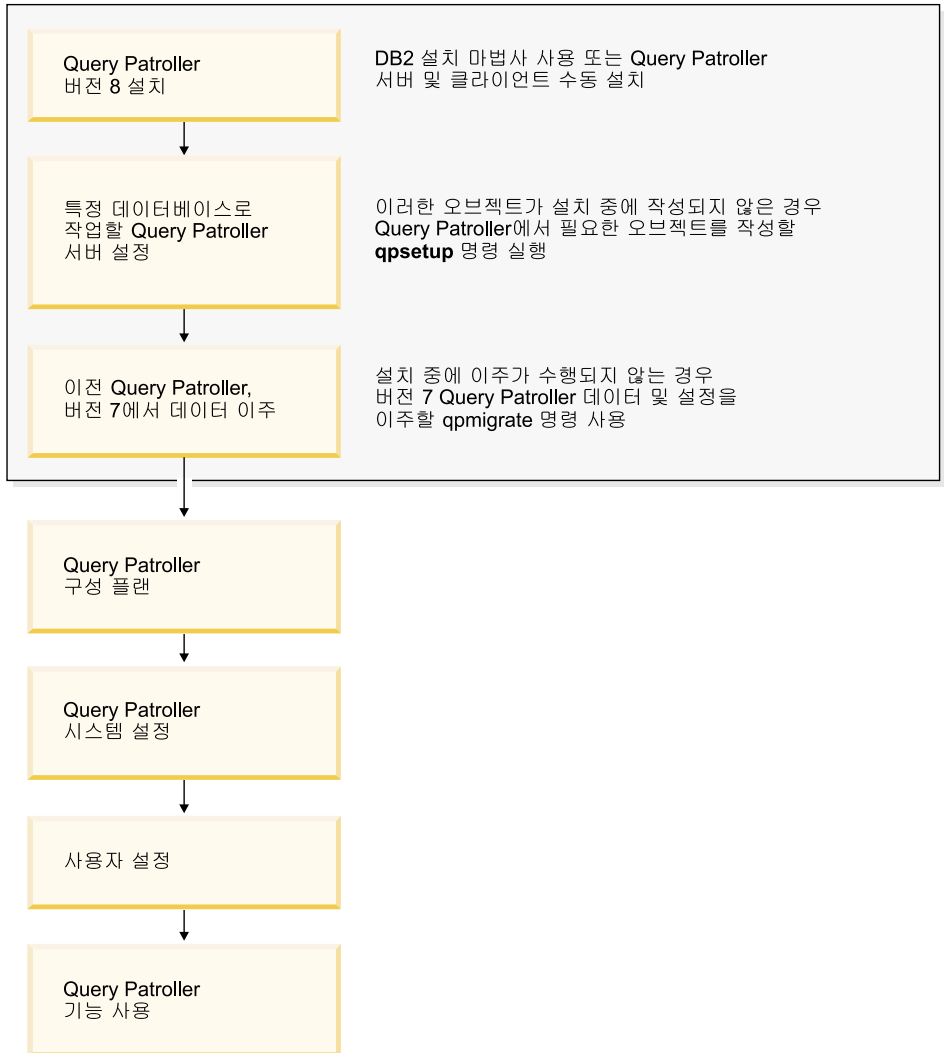 Query Patroller
버전 8 설치
DB2 설치 마법사 사용 또는 Query Patroller
서버 및 클라이언트 수동 설치
특정 데이터베이스로
작업할 Query Patroller
서버 설정
이러한 오브젝트가 설치 중에 작성되지 않은 경우
Query Patroller에서 필요한 오브젝트를 작성할
qpsetup 명령 실행
이전 Query Patroller,
버전 7에서 데이터 이주
설치 중에 이주가 수행되지 않는 경우
버전 7 Query Patroller 데이터 및 설정을
이주할 qpmigrate 명령 사용
Query Patroller
구성 플랜
Query Patroller
시스템 설정
사용자 설정
Query Patroller
기능 사용